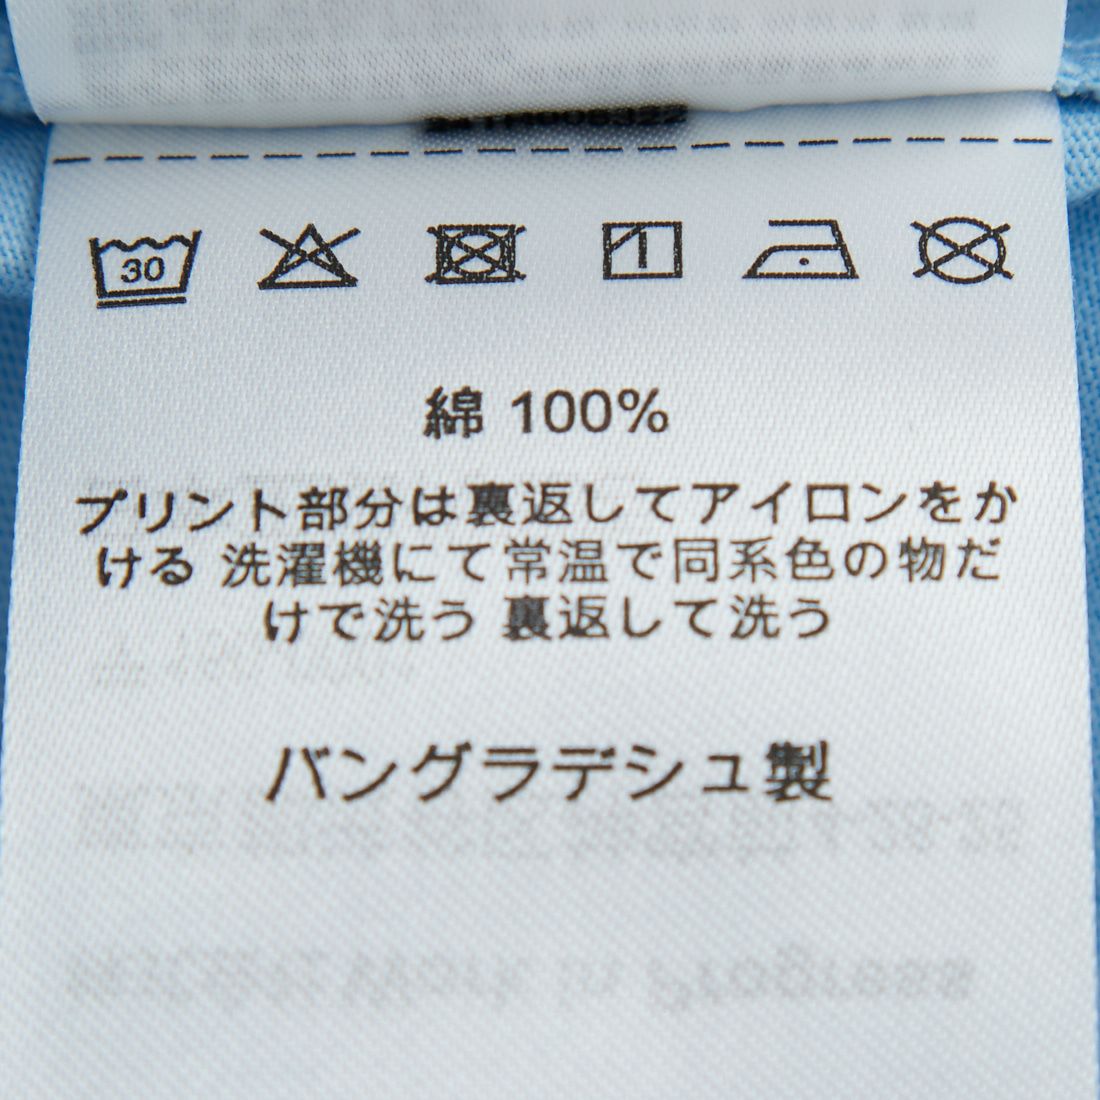 30
綿 100%
プリント部分は裏返してアイロンをか
ける 洗濯機にて常温で同系色の物だ
けで洗う 裏返して洗う
バングラデシュ製